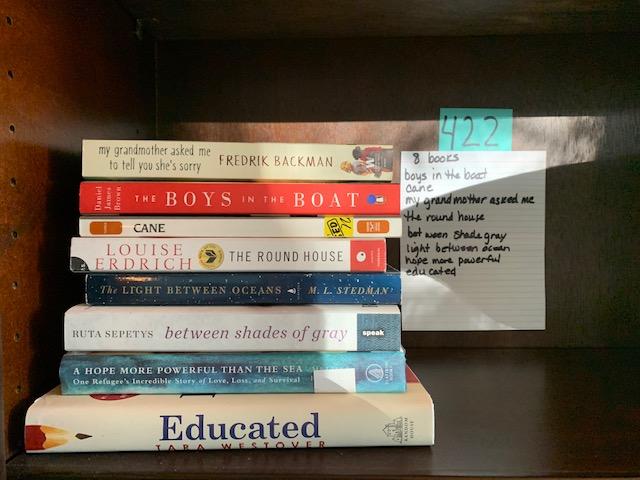 my grandmother asked me
to tell you she's sorry
FREDRIK BACKMAN
Daniel
James
Brown
THE BOYS IN THE BOAT
CANE
LOUISE
ERDRICH
THE ROUND HOUSE
The LIGHT BETWEEN OCEANS
M. L. STEDMAN
RUTA SEPETYS
between shades of gray
speak
A HOPE MORE POWERFUL THAN THE SEA
One Refugee's Incredible Story of Love, Loss, and Survival
Educated
TARA WESTOVER
RANDOM
HOUSE
422
8 books
boys in the boat
cane
my grandmother asked me
the round house
between shade gray
light between ocean
hope more powerful
educated